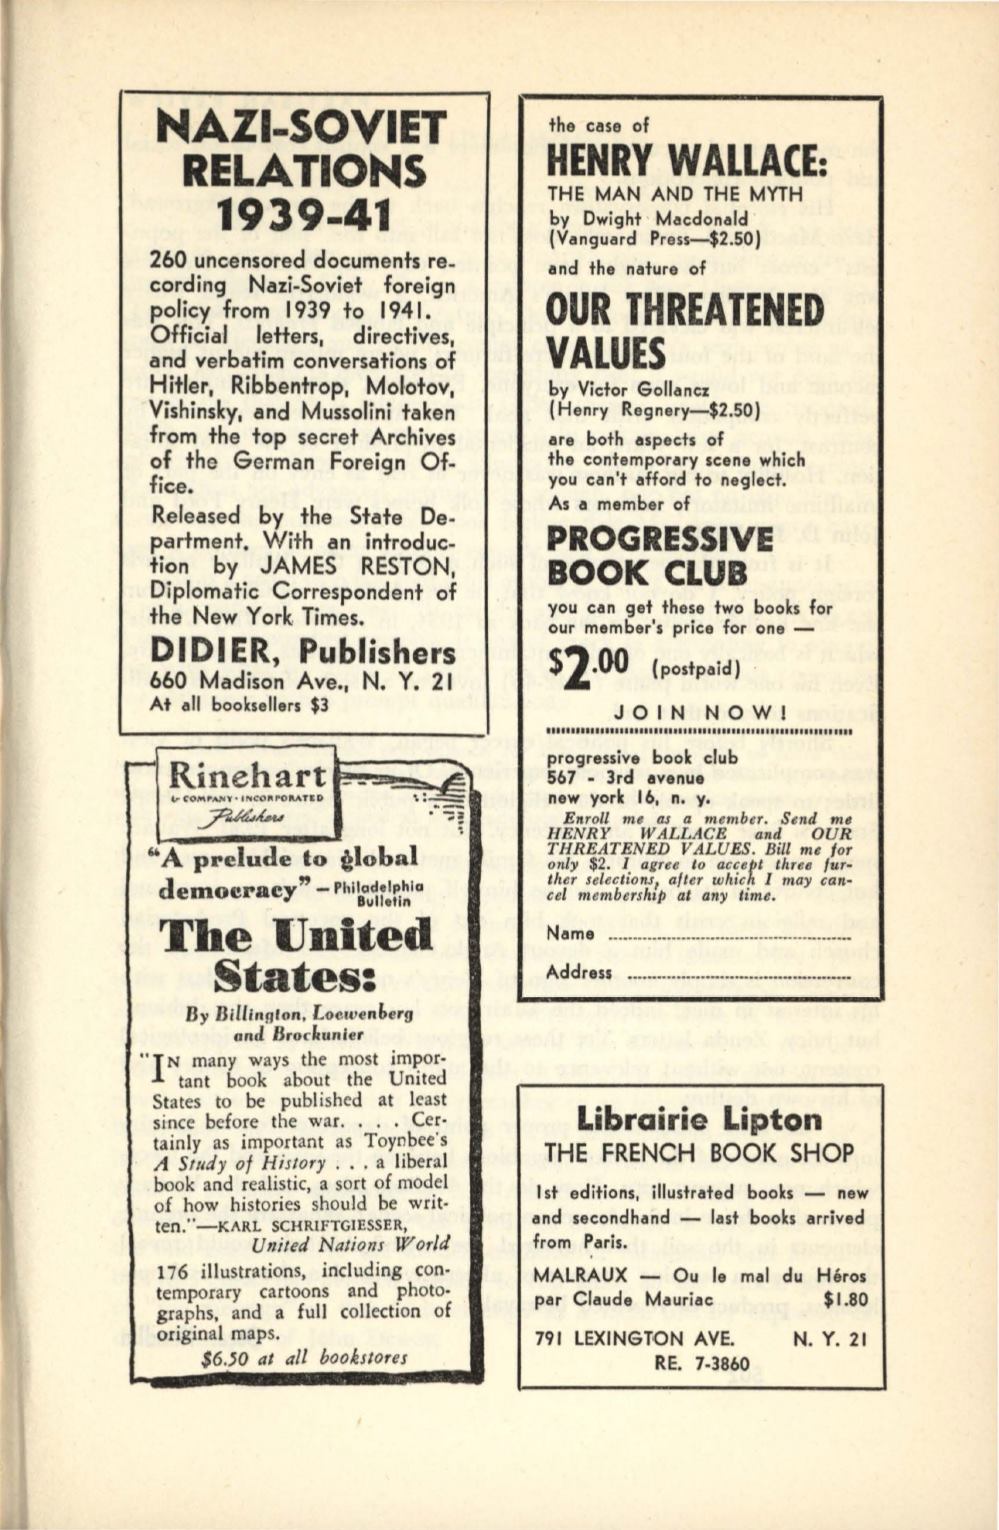 NAZI-SOVIET
RELATIONS
1939-41
260 uncensored documents re-
cording Nazi-Soviet foreign
policy from 1939 to 1941.
Official letters, directives,
and verbatim conversations of
Hitler, Ribbentrop, Molotov,
Vishinsky, and Mussolini taken
from the top secret Archives
of the German Foreign Of-
fice.
Released by the State De-
partment. With an introduc-
tion by JAMES RESTON,
Diplomatic Correspondent of
the New York Times.
DIDIER, Publishers
660 Madison Ave., N. Y. 21
At all booksellers $3
Rinehart
& COMPANY · INCORPORATED
Publishers
"A prelude to global
democracy" – Philadelphia
Bulletin
The United
States:
By Billington, Loewenberg
and Brockunier
"IN many ways the most impor-
tant book about the United
States to be published at least
since before the war. . . . Cer-
tainly as important as Toynbee's
A Study of History . . . a liberal
book and realistic, a sort of model
of how histories should be writ-
ten."—KARL SCHRIFTGIESSER,
United Nations World
176 illustrations, including con-
temporary cartoons and photo-
graphs, and a full collection of
original maps.
$6.50 at all bookstores
the case of
HENRY WALLACE:
THE MAN AND THE MYTH
by Dwight Macdonald
(Vanguard Press—$2.50)
and the nature of
OUR THREATENED
VALUES
by Victor Gollancz
(Henry Regnery—$2.50)
are both aspects of
the contemporary scene which
you can't afford to neglect.
As a member of
PROGRESSIVE
BOOK CLUB
you can get these two books for
our member's price for one —
$2.00 (postpaid)
JOIN NOW!
progressive book club
567 - 3rd avenue
new york 16, n. y.
Enroll me as a member. Send me
HENRY WALLACE and OUR
THREATENED VALUES. Bill me for
only $2. I agree to accept three fur-
ther selections, after which I may can-
cel membership at any time.
Name
Address
Librairie Lipton
THE FRENCH BOOK SHOP
1st editions, illustrated books — new
and secondhand — last books arrived
from Paris.
MALRAUX — Ou le mal du Héros
par Claude Mauriac $1.80
791 LEXINGTON AVE. N. Y. 21
RE. 7-3860